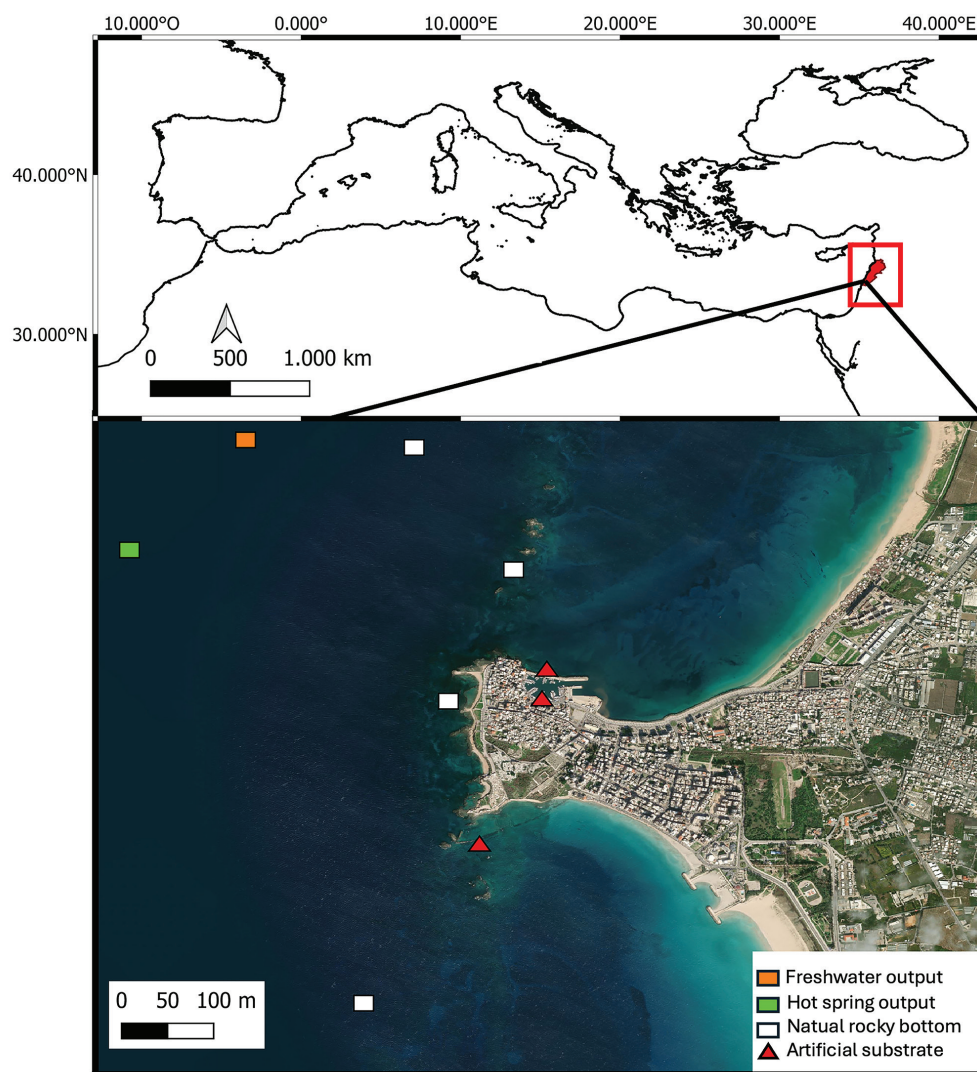 10.000°O 0.000° 10.000°E 20.000°E 30.000°E 40.000°E
40.000°N
30.000°N
0 500 1.000 km
0 50 100 m
Freshwater output
Hot spring output
Natual rocky bottom
Artificial substrate